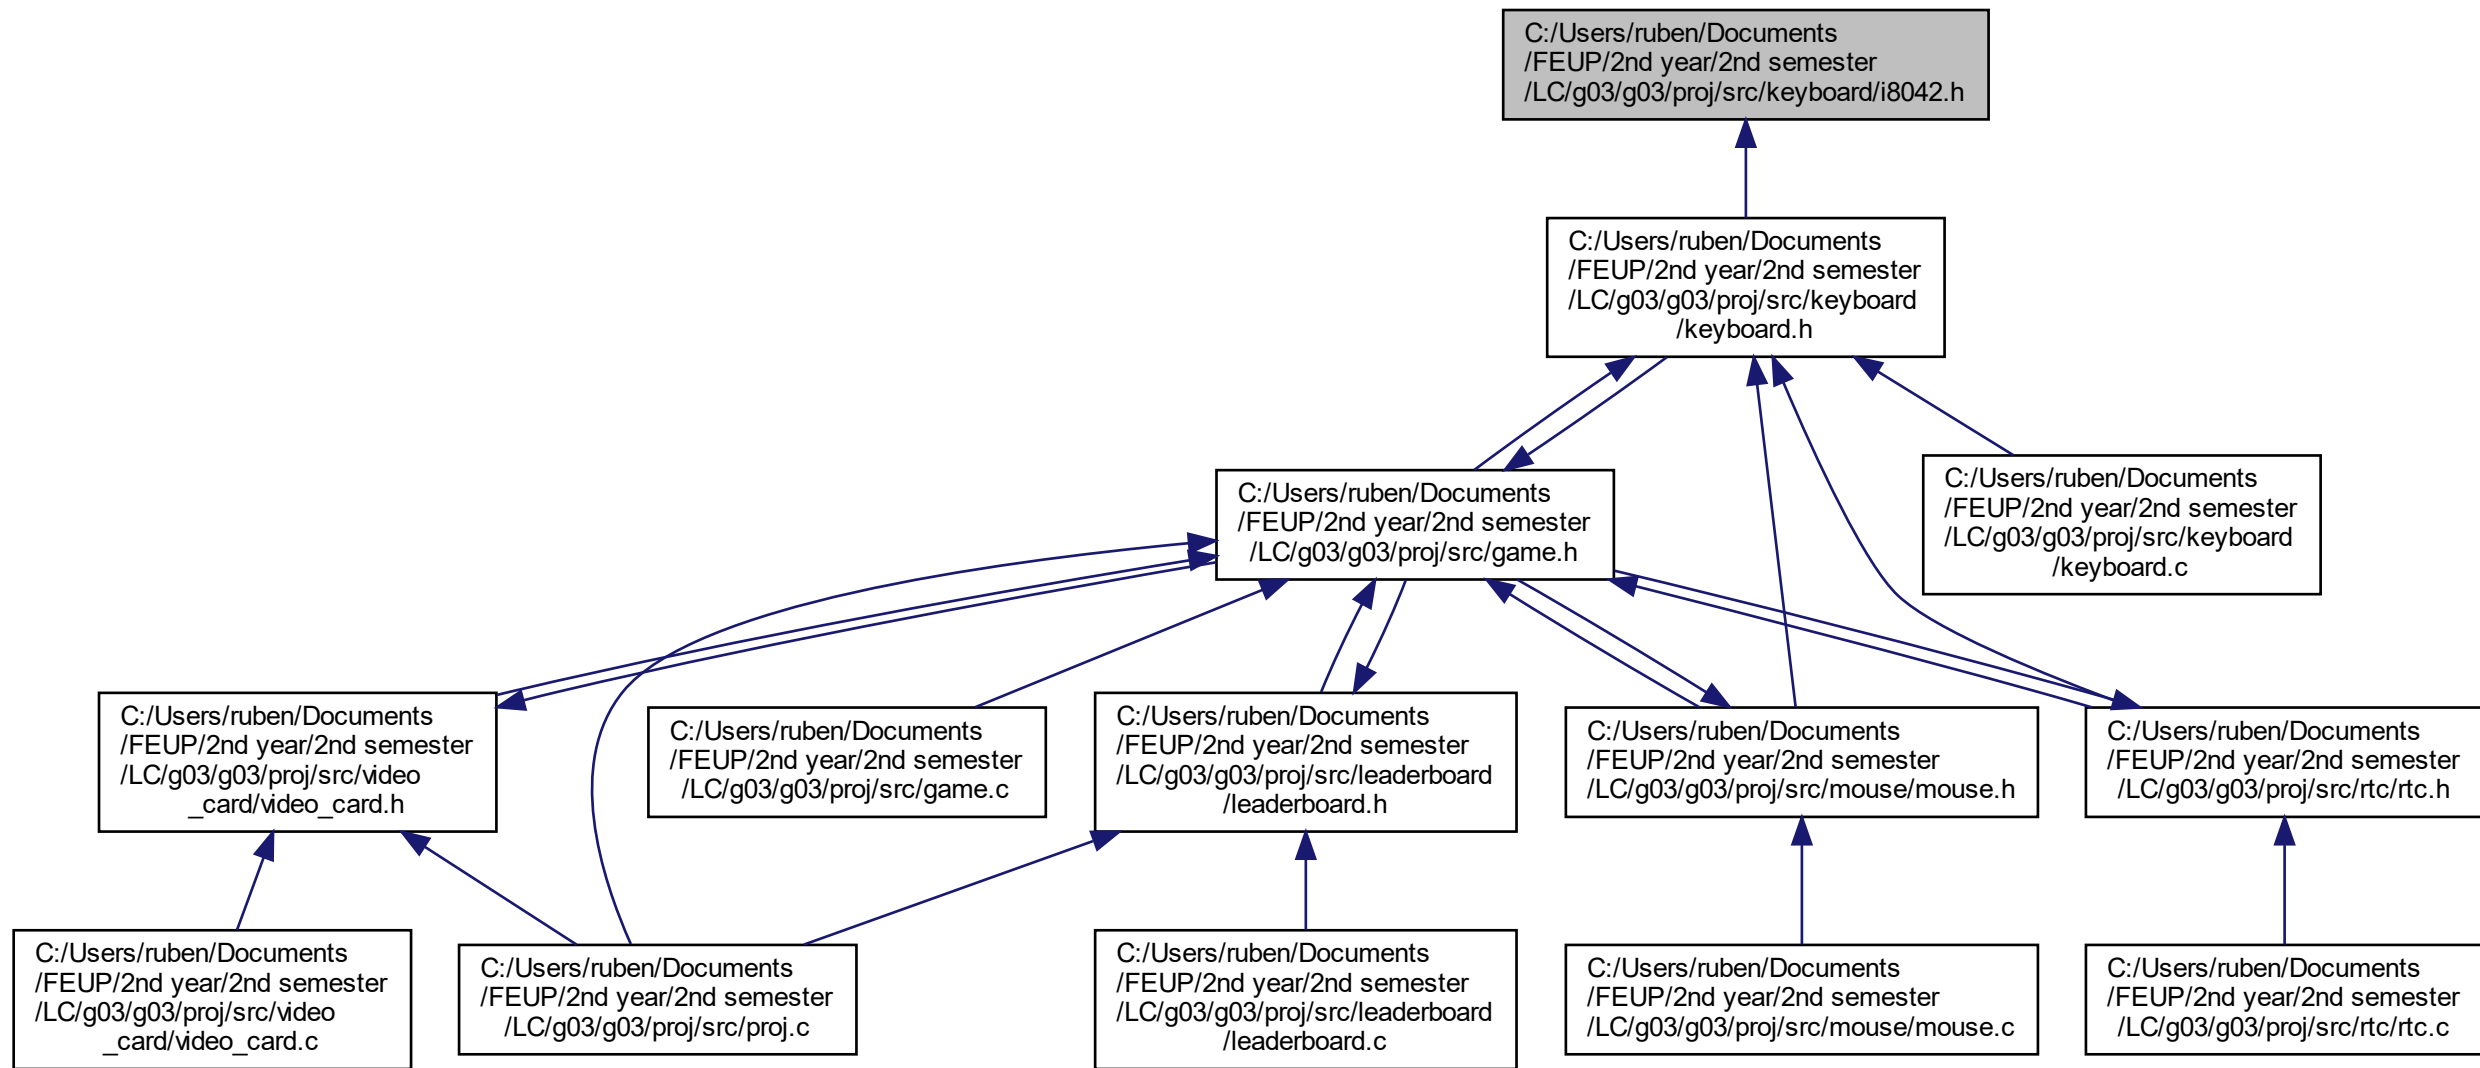 C:/Users/ruben/Documents
/FEUP/2nd year/2nd semester
/LC/g03/g03/proj/src/keyboard/i8042.h
C:/Users/ruben/Documents
/FEUP/2nd year/2nd semester
/LC/g03/g03/proj/src/keyboard
/keyboard.h
C:/Users/ruben/Documents
/FEUP/2nd year/2nd semester
/LC/g03/g03/proj/src/game.h
C:/Users/ruben/Documents
/FEUP/2nd year/2nd semester
/LC/g03/g03/proj/src/keyboard
/keyboard.c
C:/Users/ruben/Documents
/FEUP/2nd year/2nd semester
/LC/g03/g03/proj/src/video
_card/video_card.h
C:/Users/ruben/Documents
/FEUP/2nd year/2nd semester
/LC/g03/g03/proj/src/game.c
C:/Users/ruben/Documents
/FEUP/2nd year/2nd semester
/LC/g03/g03/proj/src/leaderboard
/leaderboard.h
C:/Users/ruben/Documents
/FEUP/2nd year/2nd semester
/LC/g03/g03/proj/src/mouse/mouse.h
C:/Users/ruben/Documents
/FEUP/2nd year/2nd semester
/LC/g03/g03/proj/src/rtc/rtc.h
C:/Users/ruben/Documents
/FEUP/2nd year/2nd semester
/LC/g03/g03/proj/src/video
_card/video_card.c
C:/Users/ruben/Documents
/FEUP/2nd year/2nd semester
/LC/g03/g03/proj/src/proj.c
C:/Users/ruben/Documents
/FEUP/2nd year/2nd semester
/LC/g03/g03/proj/src/leaderboard
/leaderboard.c
C:/Users/ruben/Documents
/FEUP/2nd year/2nd semester
/LC/g03/g03/proj/src/mouse/mouse.c
C:/Users/ruben/Documents
/FEUP/2nd year/2nd semester
/LC/g03/g03/proj/src/rtc/rtc.c